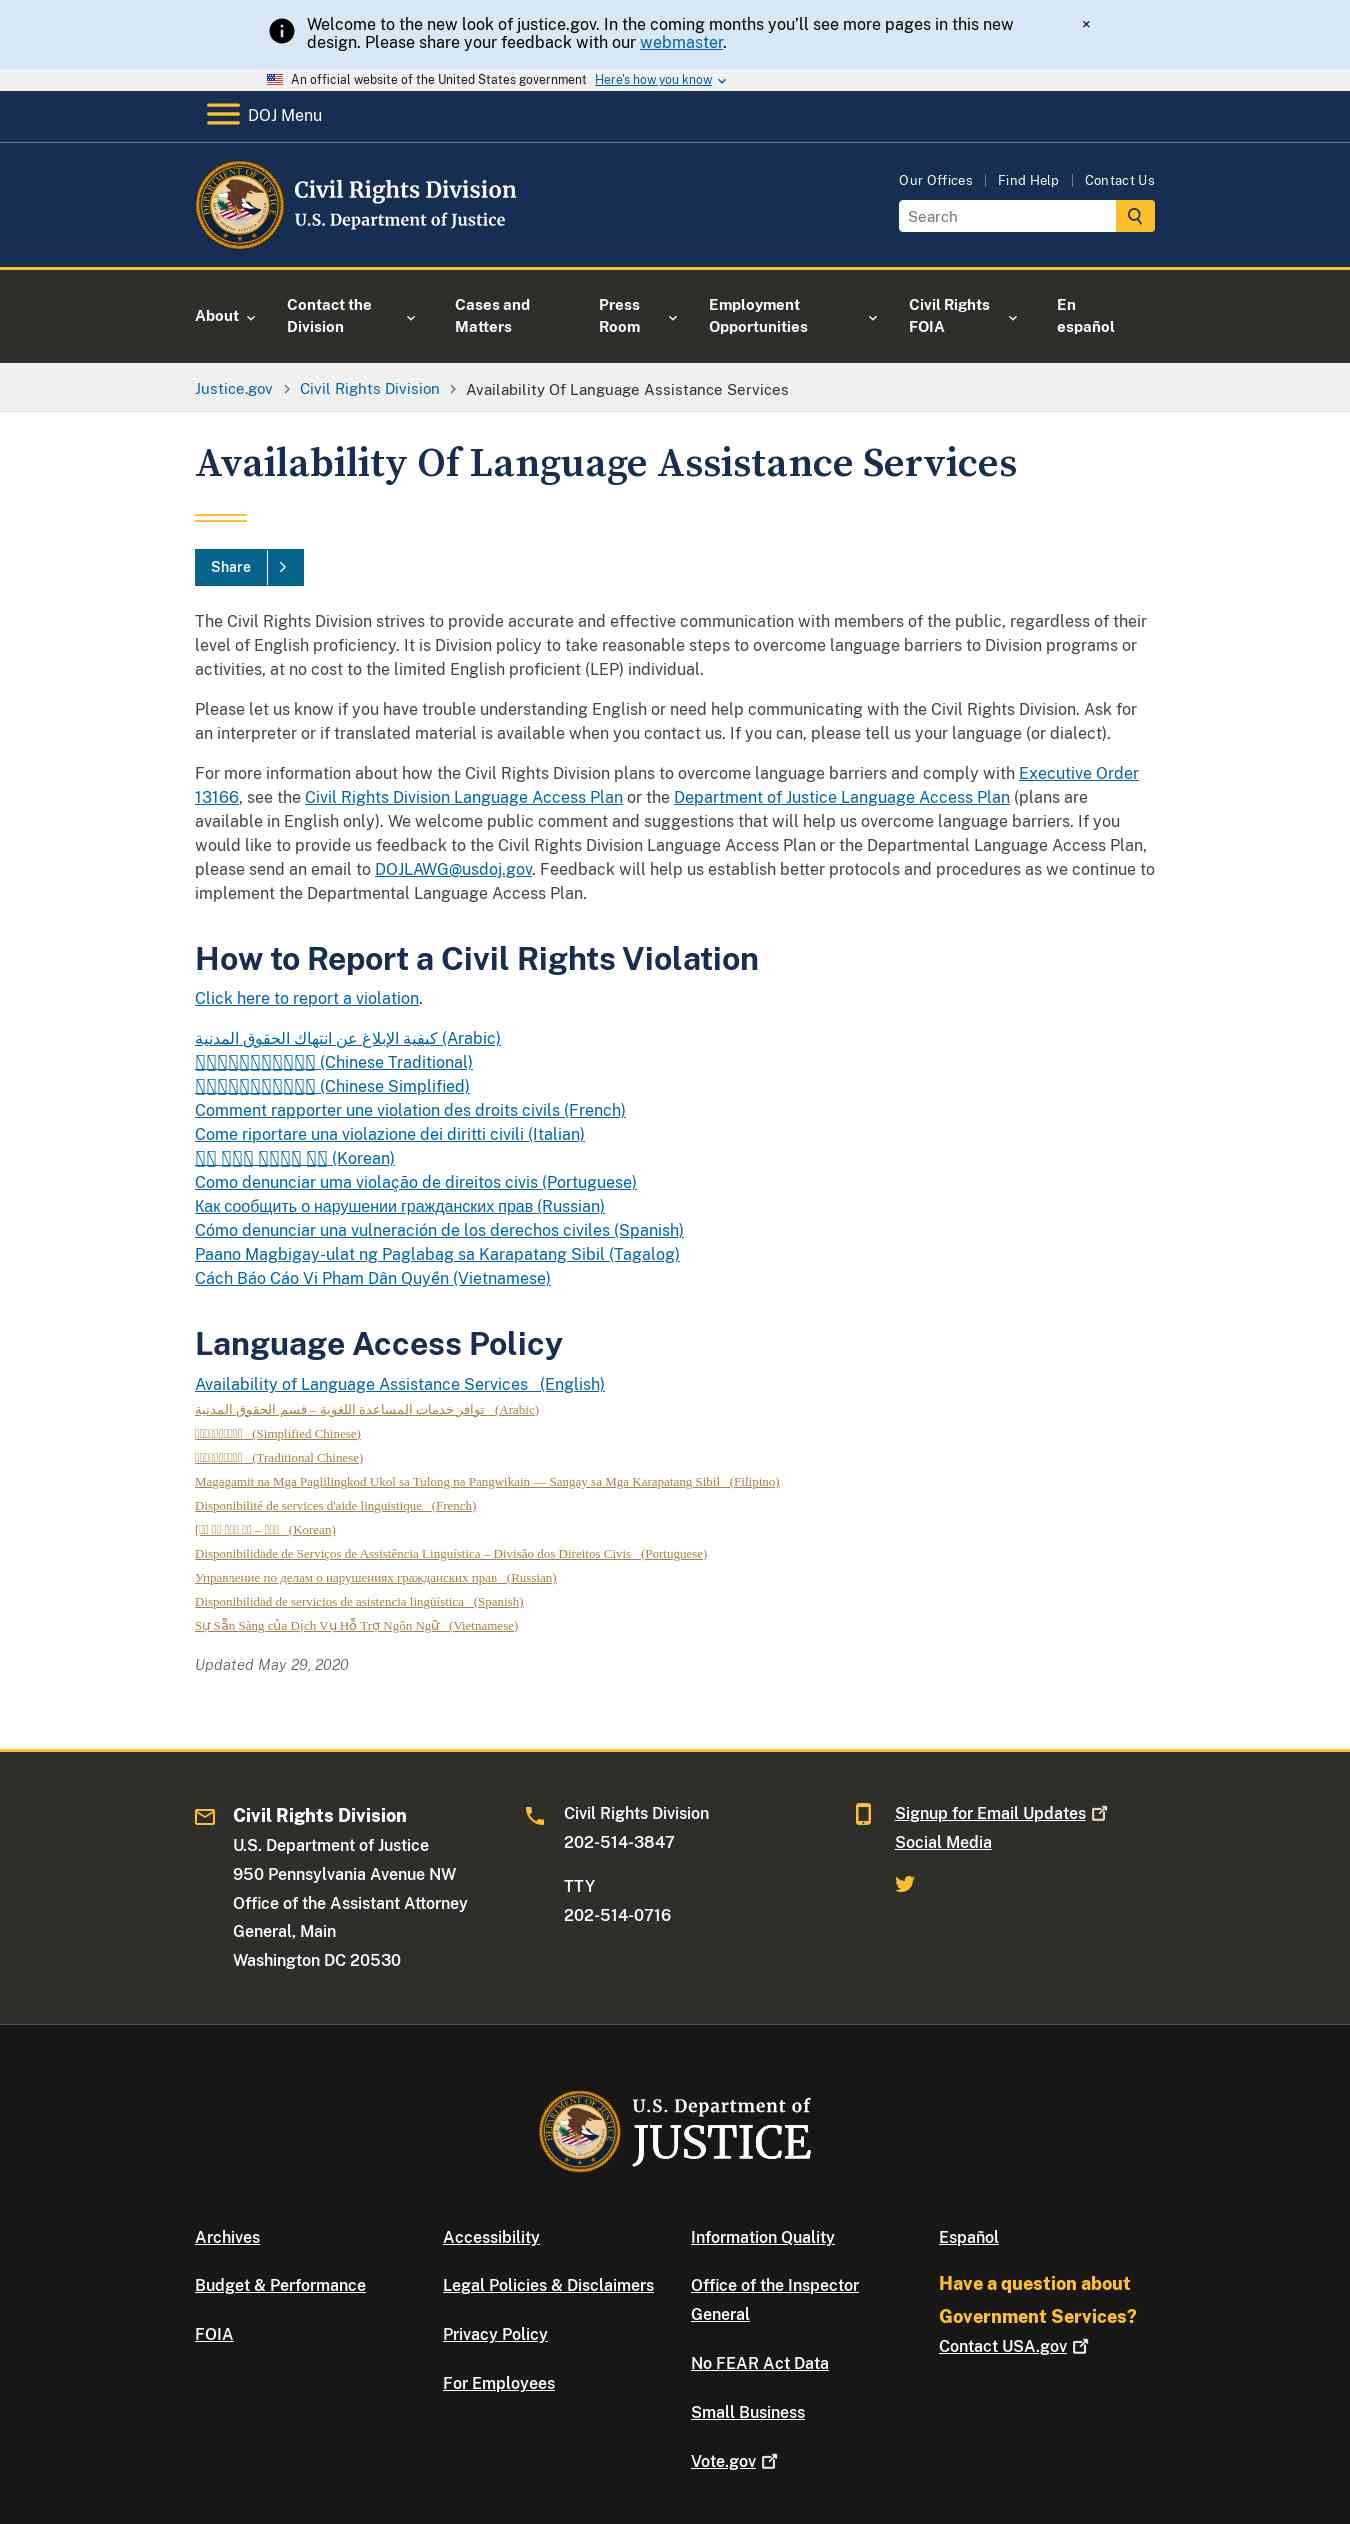 Welcome to the new look of justice.gov. In the coming months you’ll see more pages in this new
design. Please share your feedback with our webmaster.
×
An official website of the United States government Here's how you know
DOJ Menu
Civil Rights Division
U.S. Department of Justice
Our Offices
Find Help
Contact Us
Search
About
Contact the Division
Cases and Matters
Press Room
Employment Opportunities
Civil Rights FOIA
En español
Justice.gov > Civil Rights Division > Availability Of Language Assistance Services
Availability Of Language Assistance Services
Share
The Civil Rights Division strives to provide accurate and effective communication with members of the public, regardless of their
level of English proficiency. It is Division policy to take reasonable steps to overcome language barriers to Division programs or
activities, at no cost to the limited English proficient (LEP) individual.
Please let us know if you have trouble understanding English or need help communicating with the Civil Rights Division. Ask for
an interpreter or if translated material is available when you contact us. If you can, please tell us your language (or dialect).
For more information about how the Civil Rights Division plans to overcome language barriers and comply with Executive Order
13166, see the Civil Rights Division Language Access Plan or the Department of Justice Language Access Plan (plans are
available in English only). We welcome public comment and suggestions that will help us overcome language barriers. If you
would like to provide us feedback to the Civil Rights Division Language Access Plan or the Departmental Language Access Plan,
please send an email to DOJLAWG@usdoj.gov. Feedback will help us establish better protocols and procedures as we continue to
implement the Departmental Language Access Plan.
How to Report a Civil Rights Violation
Click here to report a violation.
كيفية الإبلاغ عن انتهاك الحقوق المدنية (Arabic)
(Chinese Traditional)
(Chinese Simplified)
Comment rapporter une violation des droits civils (French)
Come riportare una violazione dei diritti civili (Italian)
(Korean)
Como denunciar uma violação de direitos civis (Portuguese)
Как сообщить о нарушении гражданских прав (Russian)
Cómo denunciar una vulneración de los derechos civiles (Spanish)
Paano Magbigay-ulat ng Paglabag sa Karapatang Sibil (Tagalog)
Cách Báo Cáo Vi Phạm Dân Quyền (Vietnamese)
Language Access Policy
Availability of Language Assistance Services (English)
توافر خدمات المساعدة اللغوية – قسم الحقوق المدنية (Arabic)
(Simplified Chinese)
(Traditional Chinese)
Magagamit na Mga Paglilingkod Ukol sa Tulong na Pangwikain — Sangay sa Mga Karapatang Sibil (Filipino)
Disponibilité de services d'aide linguistique (French)
[ – (Korean)
Disponibilidade de Serviços de Assistência Linguística – Divisão dos Direitos Civis (Portuguese)
Управление по делам о нарушениях гражданских прав (Russian)
Disponibilidad de servicios de asistencia lingüística (Spanish)
Sự Sẵn Sàng của Dịch Vụ Hỗ Trợ Ngôn Ngữ (Vietnamese)
Updated May 29, 2020
Civil Rights Division
U.S. Department of Justice
950 Pennsylvania Avenue NW
Office of the Assistant Attorney
General, Main
Washington DC 20530
Civil Rights Division
202-514-3847
TTY
202-514-0716
Signup for Email Updates
Social Media
U.S. Department of
JUSTICE
Archives
Budget & Performance
FOIA
Accessibility
Legal Policies & Disclaimers
Privacy Policy
For Employees
Information Quality
Office of the Inspector
General
No FEAR Act Data
Small Business
Vote.gov
Español
Have a question about
Government Services?
Contact USA.gov